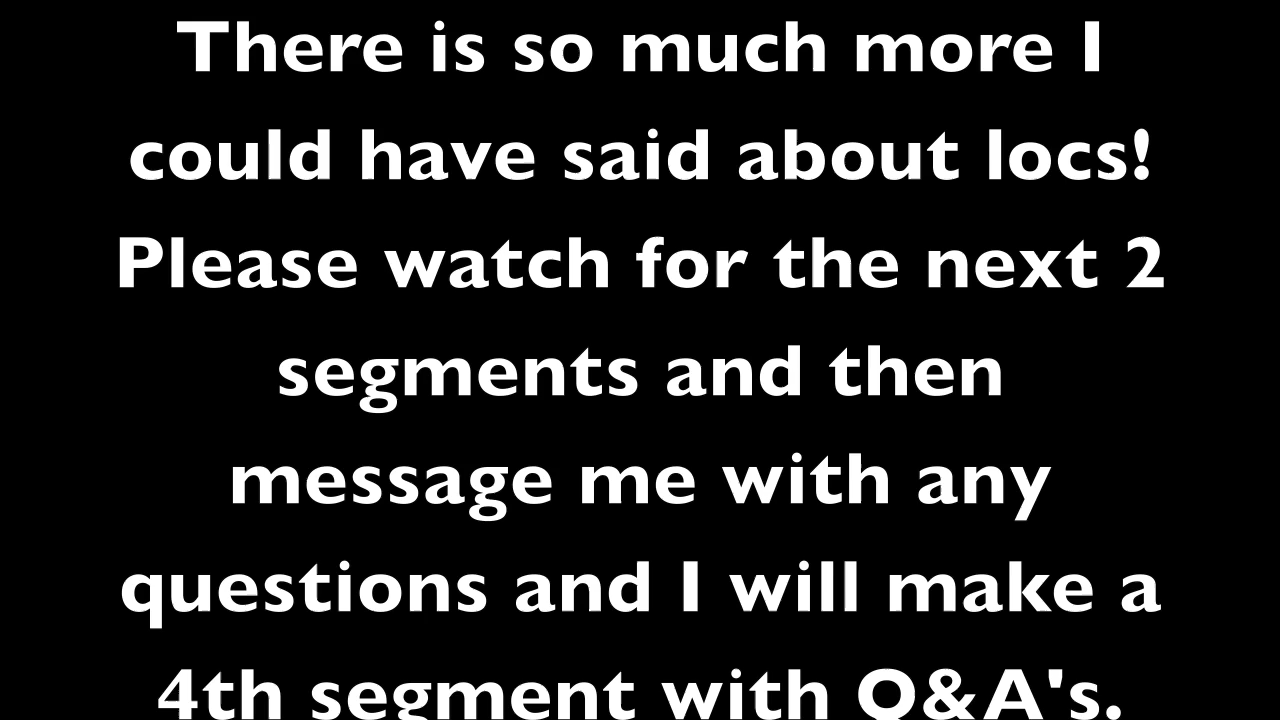 There is so much more I
could have said about locs!
Please watch for the next 2
segments and then
message me with any
questions and I will make a
4th segment with Q&A's.